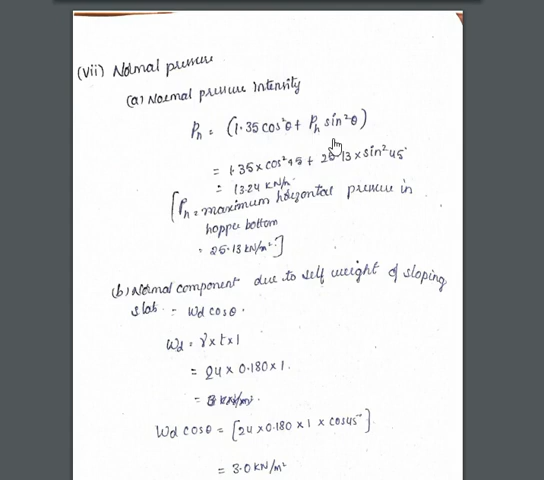 (vii) Normal pressure
(a) Normal pressure Intensity
Pn = (1.35 cos²θ + Ph sin²θ)
= 1.35 x cos²45 + 25.13 x sin²45°
= 13.24 KN/m²
[Ph = maximum horizontal pressure in
hopper bottom
= 25.13 KN/m²]
(b) Normal component due to self weight of sloping
slab. = Wd cosθ.
Wd = γ x t x 1
= 24 x 0.180 x 1.
Wd cosθ = [24 x 0.180 x 1 x cos45°]
= 3.0 KN/m²